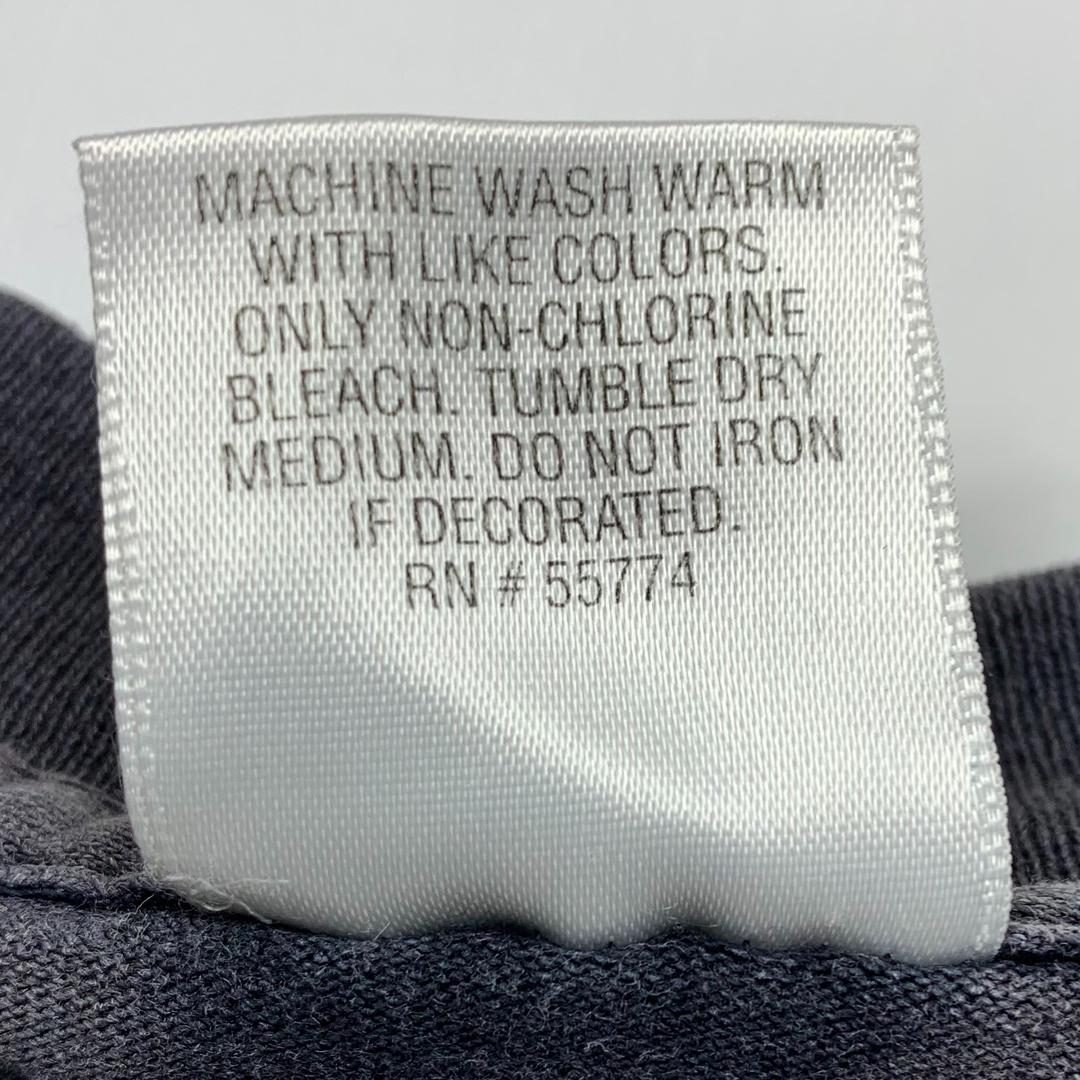 MACHINE WASH WARM
WITH LIKE COLORS.
ONLY NON-CHLORINE
BLEACH. TUMBLE DRY
MEDIUM. DO NOT IRON
IF DECORATED.
RN # 55774